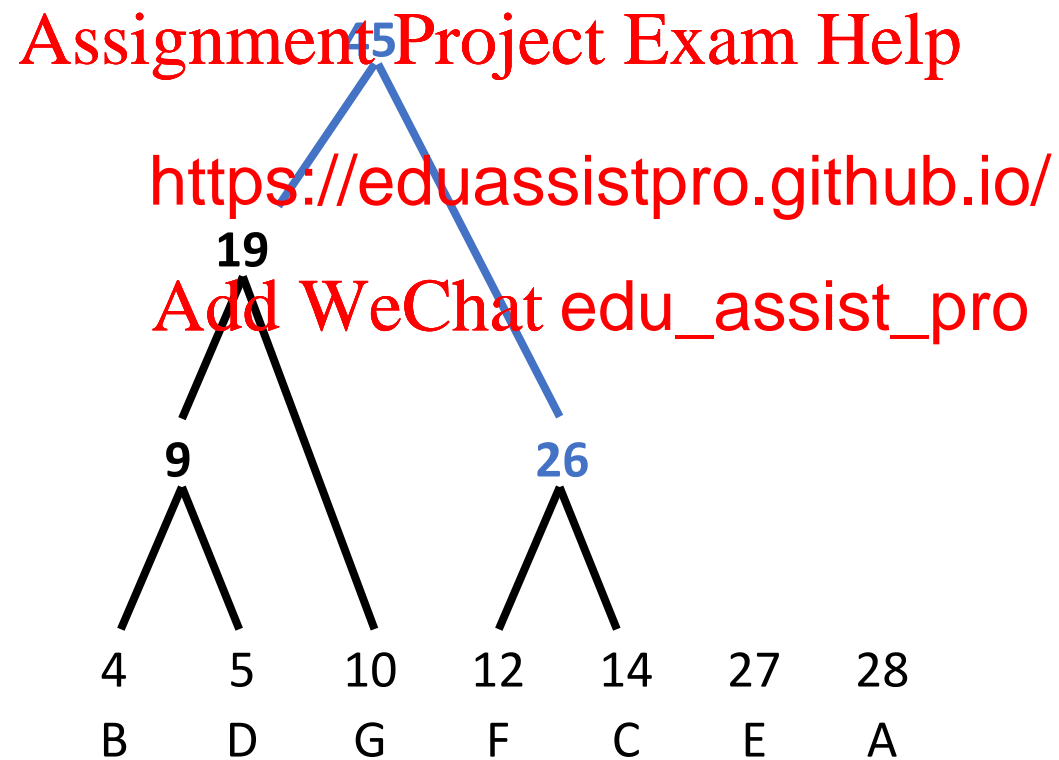 Assignment Project Exam Help
45
https://eduassistpro.github.io/
19
Add WeChat edu_assist_pro
9 26
4 5 10 12 14 27 28
B D G F C E A